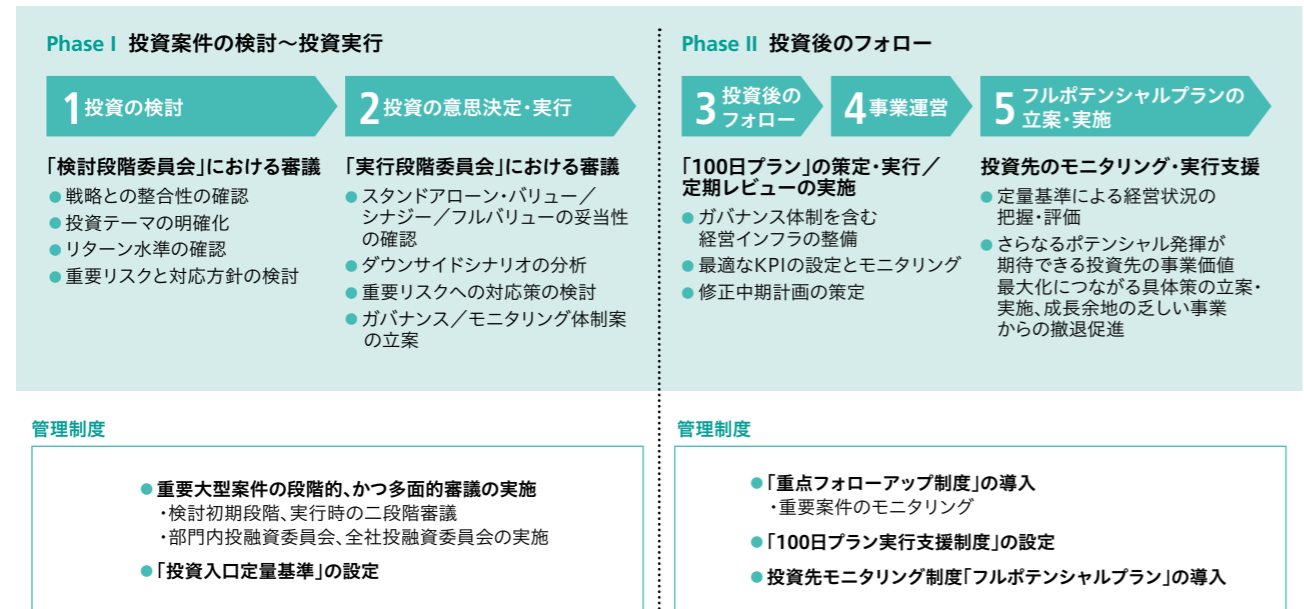 Phase I 投資案件の検討～投資実行
1 投資の検討
「検討段階委員会」における審議
●戦略との整合性の確認
●投資テーマの明確化
●リターン水準の確認
●重要リスクと対応方針の検討
2 投資の意思決定・実行
「実行段階委員会」における審議
●スタンドアローン・バリュー／
シナジー／フルバリューの妥当性
の確認
●ダウンサイドシナリオの分析
●重要リスクへの対応策の検討
●ガバナンス／モニタリング体制案
の立案
Phase II 投資後のフォロー
3 投資後の
フォロー
4 事業運営
「100日プラン」の策定・実行／
定期レビューの実施
●ガバナンス体制を含む
経営インフラの整備
●最適なKPIの設定とモニタリング
●修正中期計画の策定
5 フルポテンシャルプランの
立案・実施
投資先のモニタリング・実行支援
●定量基準による経営状況の
把握・評価
●さらなるポテンシャル発揮が
期待できる投資先の事業価値
最大化につながる具体策の立案・
実施、成長余地の乏しい事業
からの撤退促進
管理制度
●重要大型案件の段階的、かつ多面的審議の実施
・検討初期段階、実行時の二段階審議
・部門内投融資委員会、全社投融資委員会の実施
●「投資入口定量基準」の設定
管理制度
●「重点フォローアップ制度」の導入
・重要案件のモニタリング
●「100日プラン実行支援制度」の設定
●投資先モニタリング制度「フルポテンシャルプラン」の導入